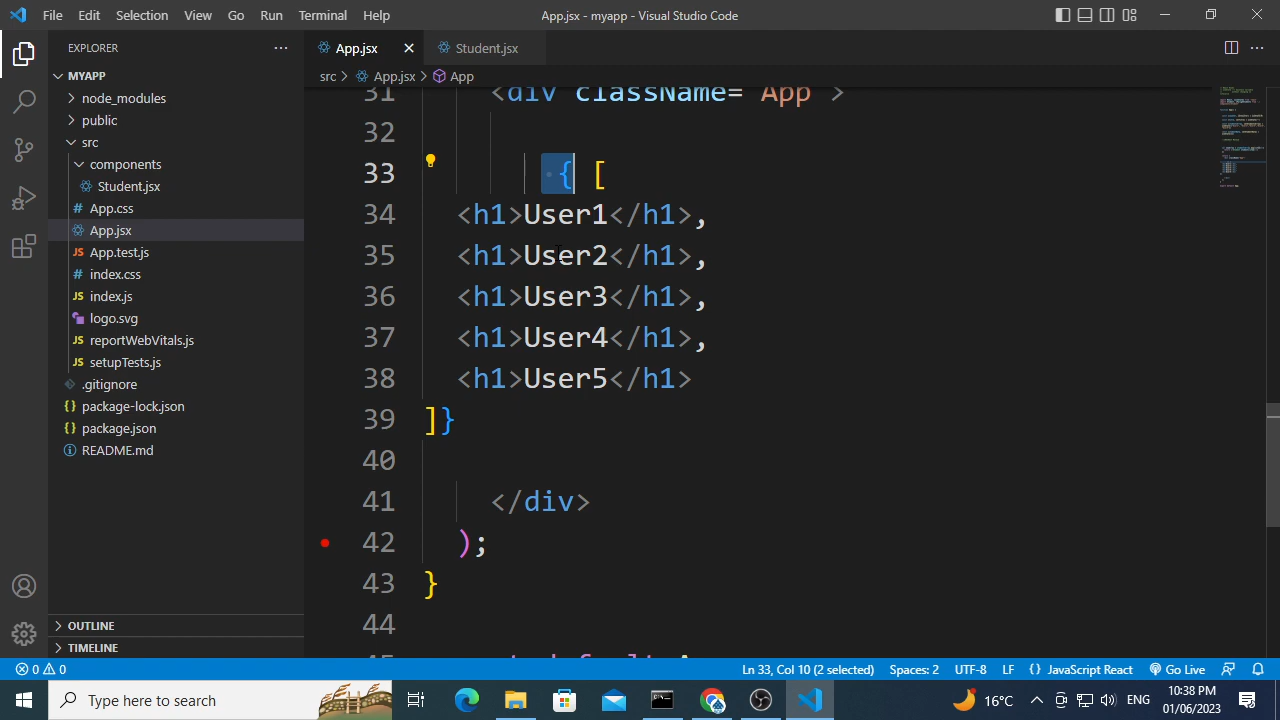 File Edit Selection View Go Run Terminal Help
App.jsx - myapp - Visual Studio Code
EXPLORER
App.jsx
Student.jsx
src > App.jsx > App
MYAPP
node_modules
public
src
components
Student.jsx
App.css
App.jsx
App.test.js
index.css
index.js
logo.svg
reportWebVitals.js
setupTests.js
.gitignore
package-lock.json
package.json
README.md
OUTLINE
TIMELINE
31 <div className="App">
32
33 { [
34 <h1>User1</h1>,
35 <h1>User2</h1>,
36 <h1>User3</h1>,
37 <h1>User4</h1>,
38 <h1>User5</h1>
39 ]}
40
41 </div>
42 );
43 }
44
0 0
Ln 33, Col 10 (2 selected) Spaces: 2 UTF-8 LF {} JavaScript React Go Live
Type here to search
16°C
ENG
10:38 PM
01/06/2023